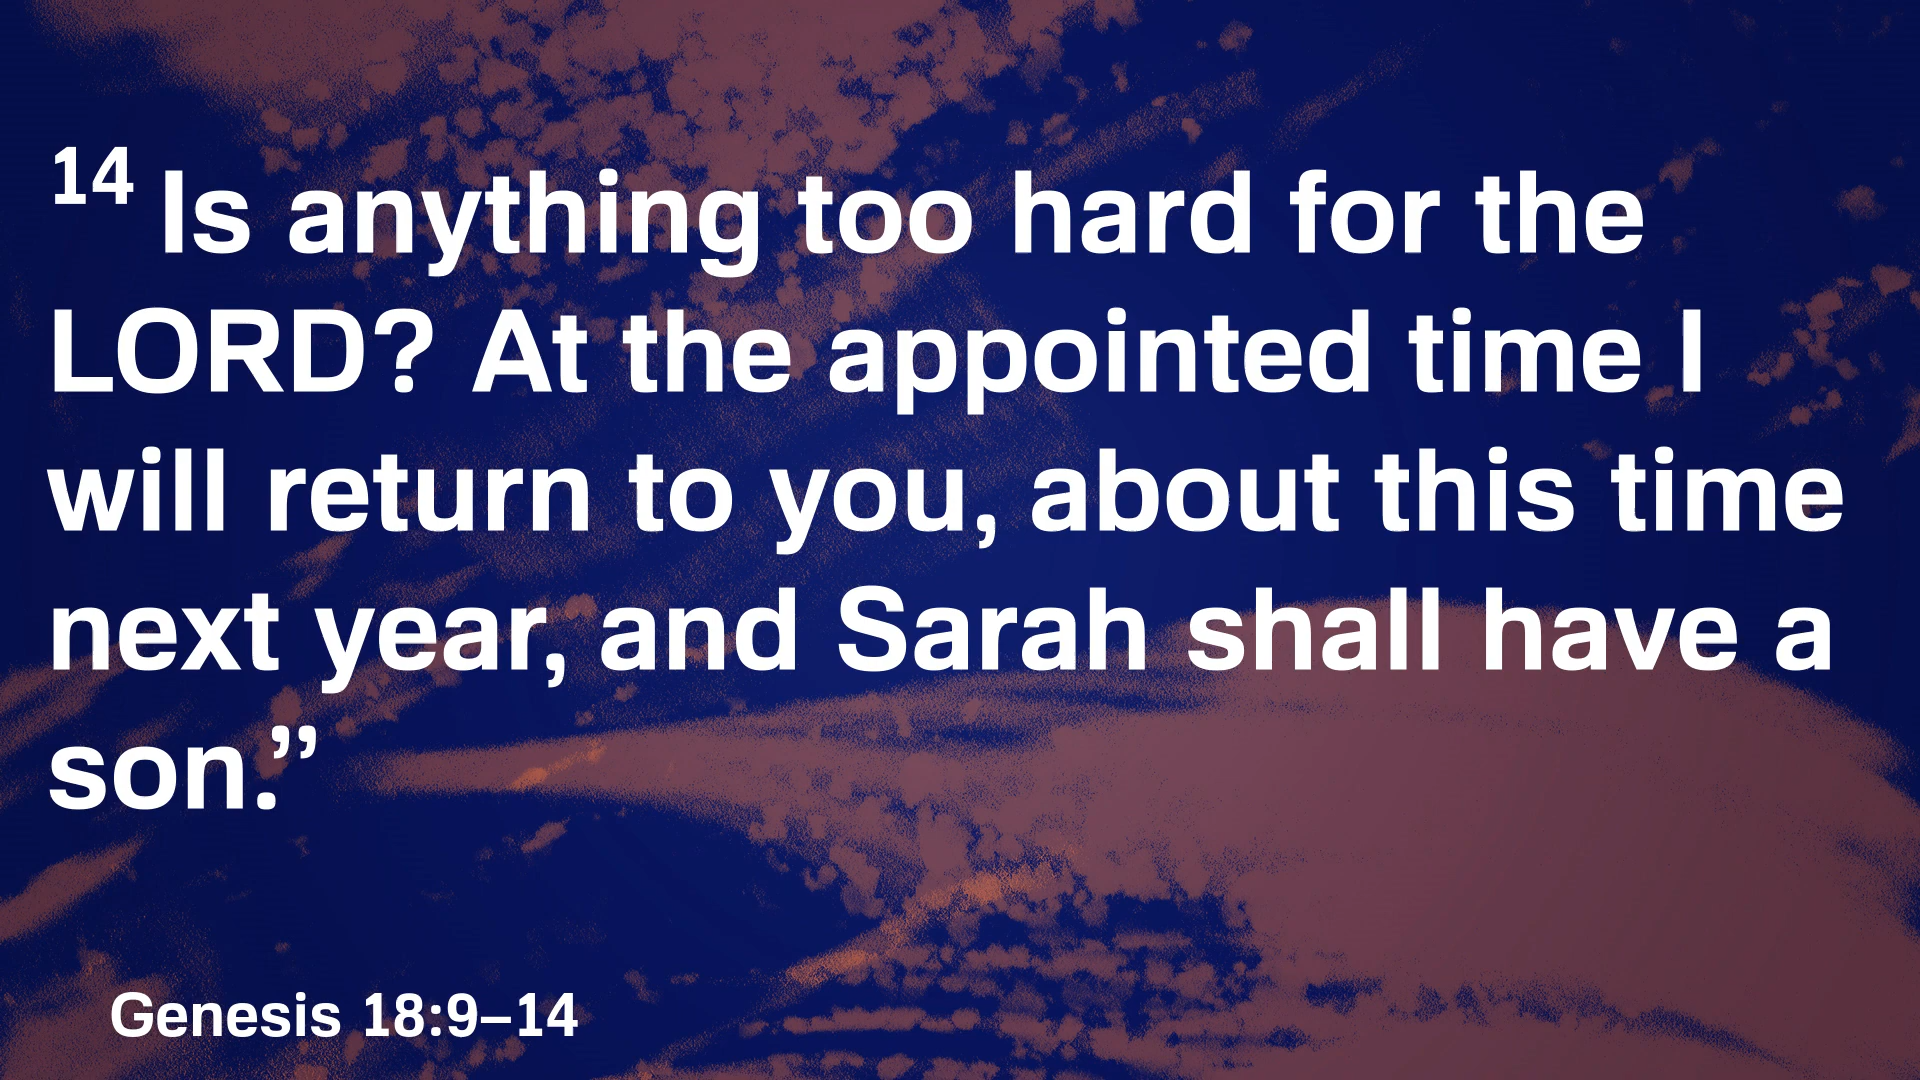 14 Is anything too hard for the
LORD? At the appointed time I
will return to you, about this time
next year, and Sarah shall have a
son.”
Genesis 18:9–14